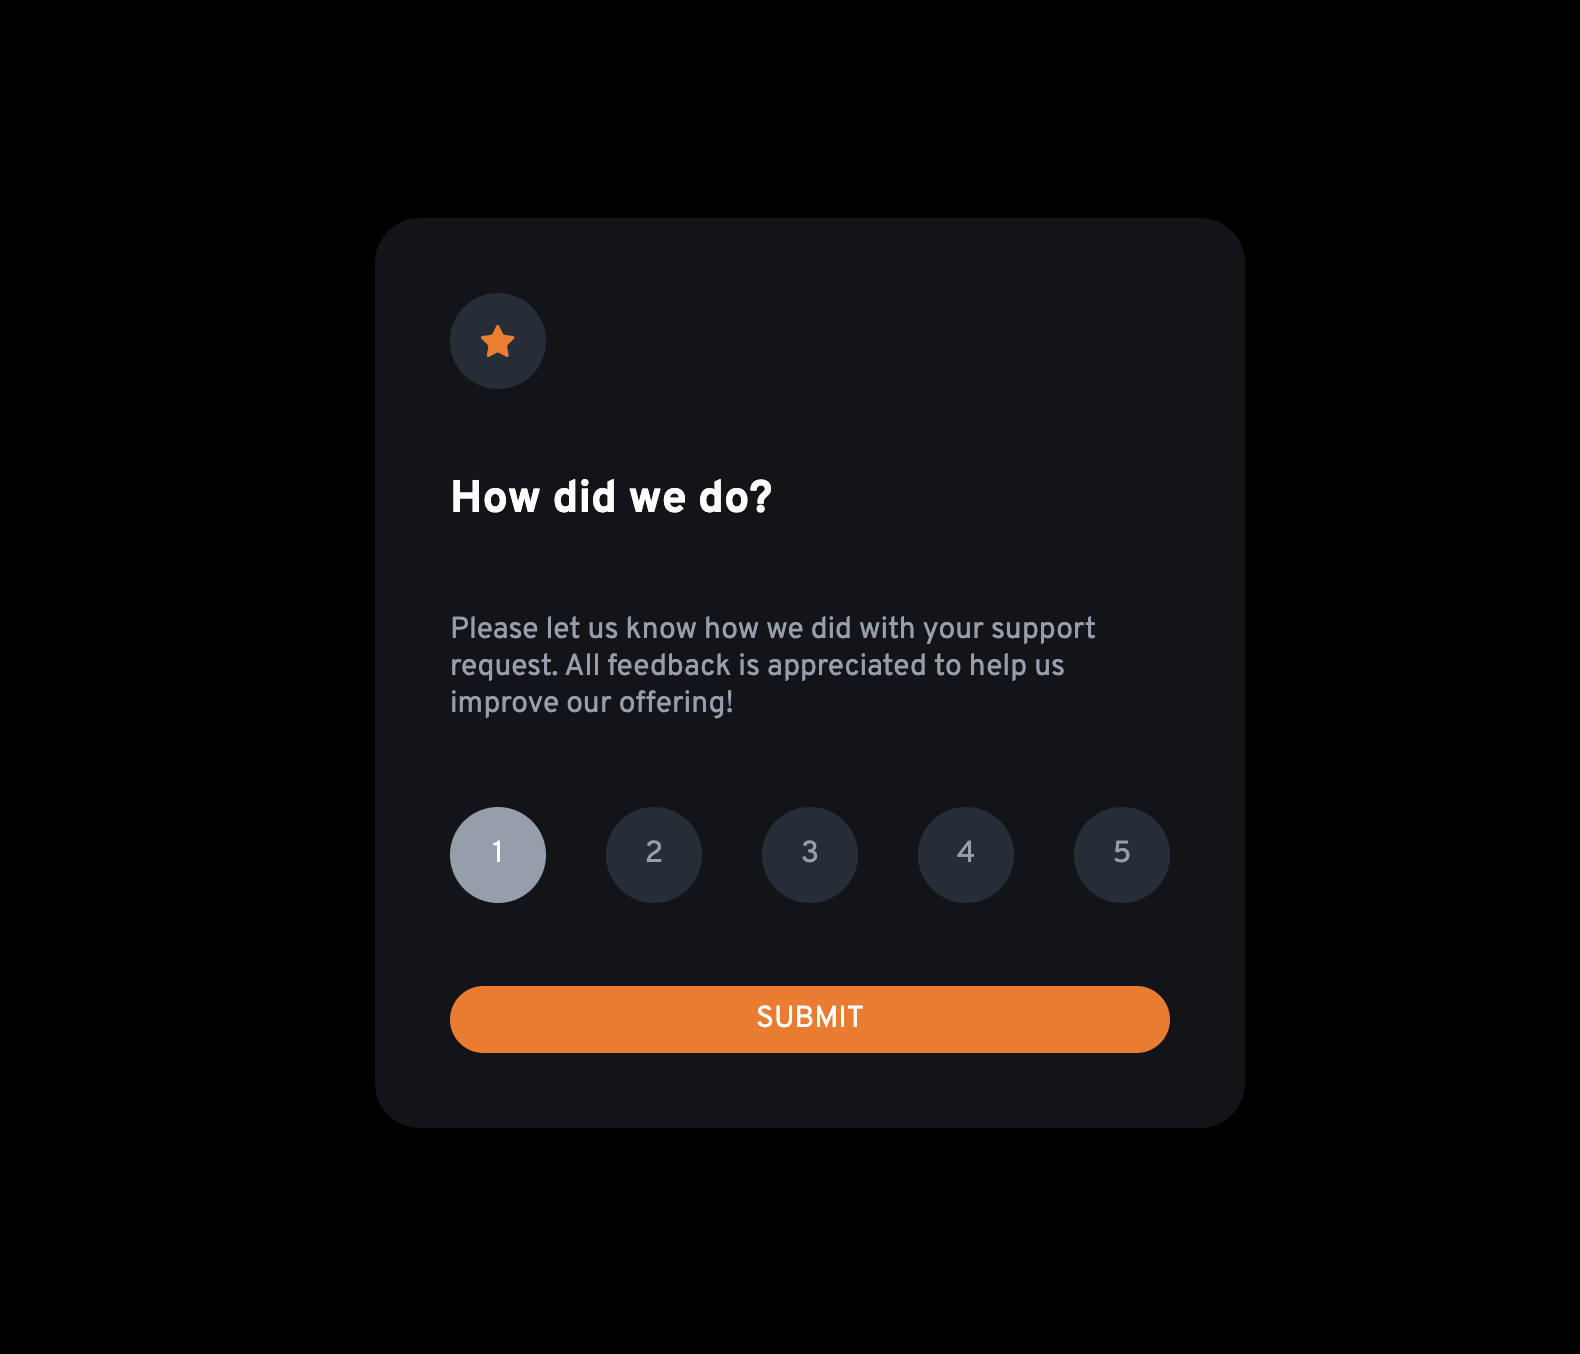 How did we do?
Please let us know how we did with your support
request. All feedback is appreciated to help us
improve our offering!
1 2 3 4 5
SUBMIT